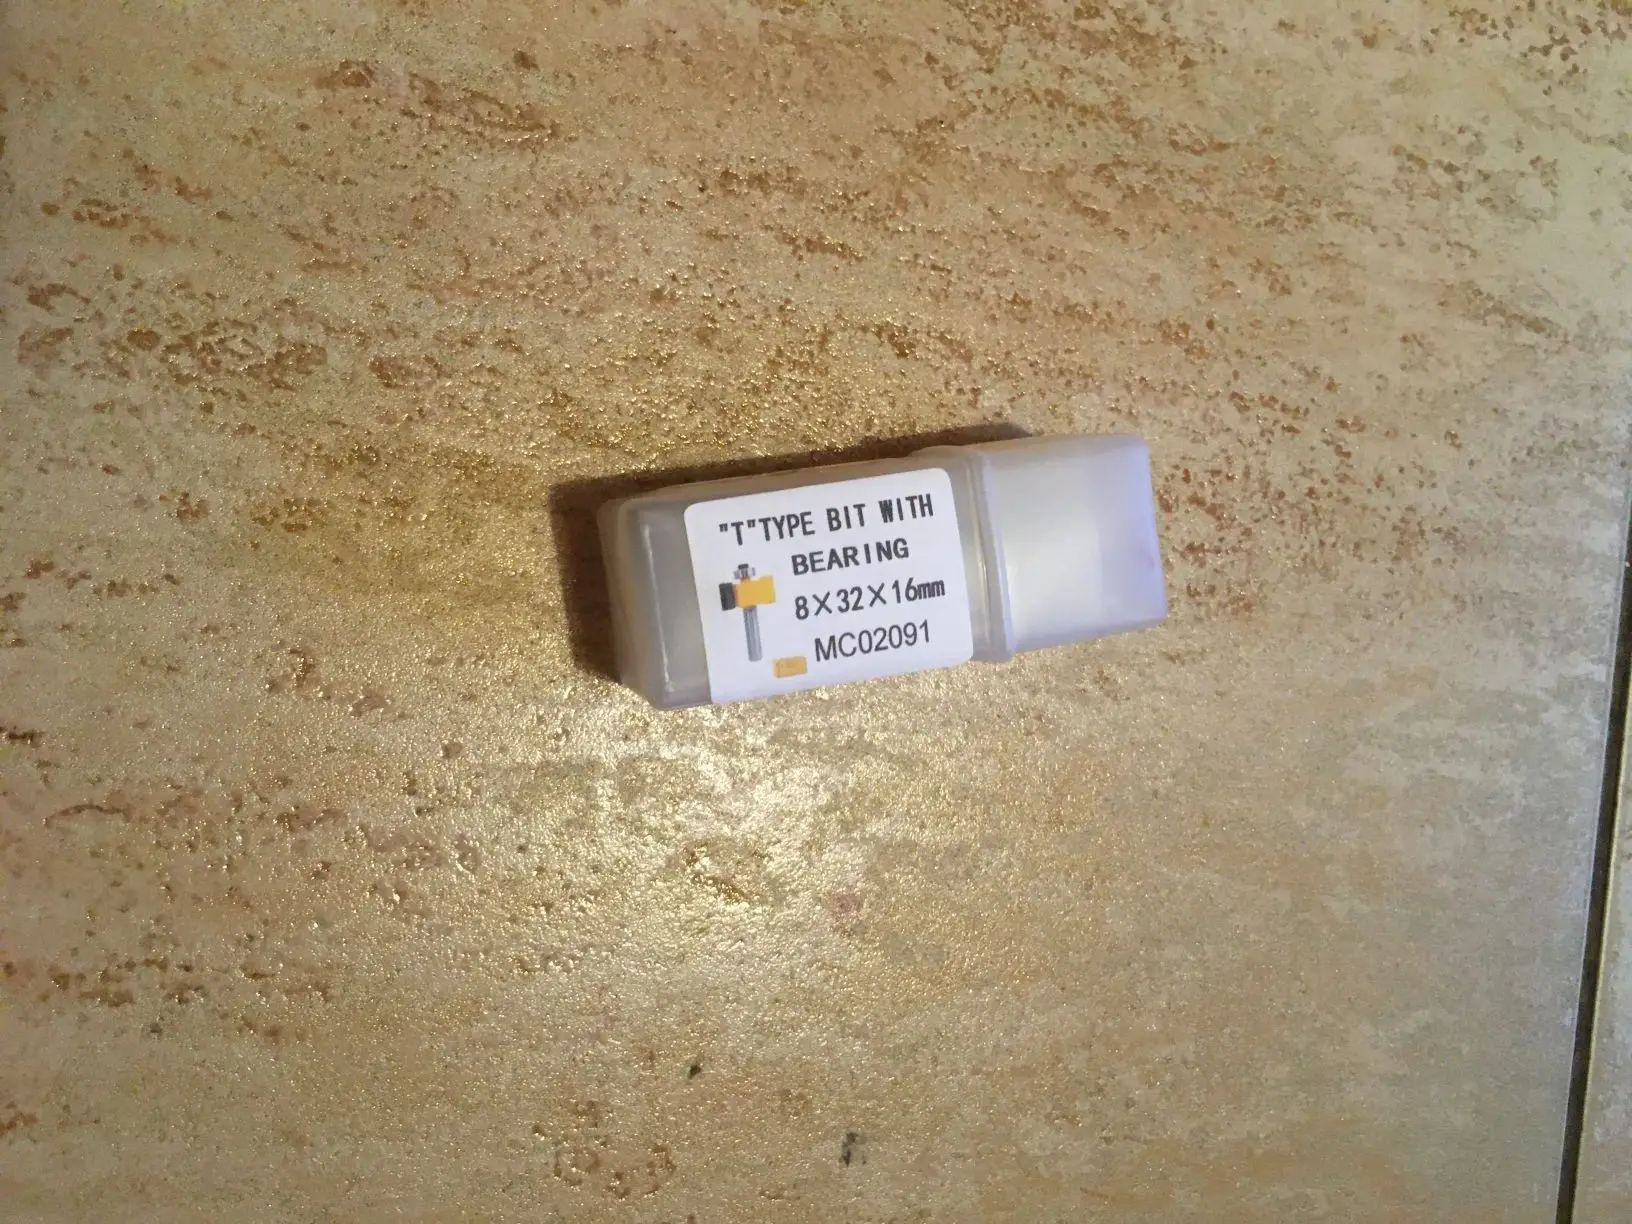 "T"TYPE BIT WITH
BEARING
8×32×16mm
MC02091